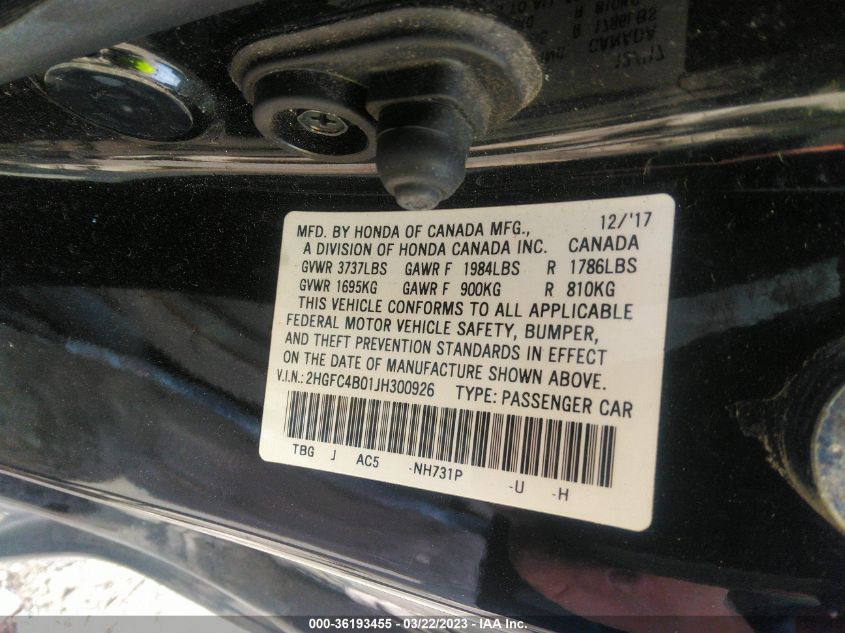 MFD. BY HONDA OF CANADA MFG., 12/'17
A DIVISION OF HONDA CANADA INC. CANADA
GVWR 3737LBS GAWR F 1984LBS R 1786LBS
GVWR 1695KG GAWR F 900KG R 810KG
THIS VEHICLE CONFORMS TO ALL APPLICABLE
FEDERAL MOTOR VEHICLE SAFETY, BUMPER,
AND THEFT PREVENTION STANDARDS IN EFFECT
ON THE DATE OF MANUFACTURE SHOWN ABOVE.
V.I.N.: 2HGFC4B01JH300926 TYPE: PASSENGER CAR
TBG J AC5 -NH731P -U -H
000-36193455 - 03/22/2023 - IAAI Inc.